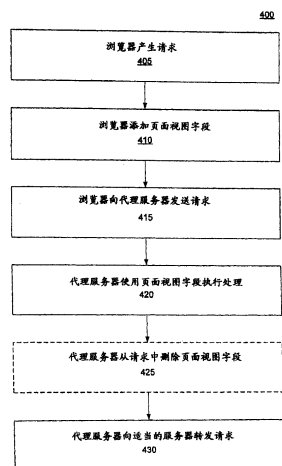 400
浏览器产生请求
405
浏览器添加页面视图字段
410
浏览器向代理服务器发送请求
415
代理服务器使用页面视图字段执行处理
420
代理服务器从请求中删除页面视图字段
425
代理服务器向适当的服务器转发请求
430